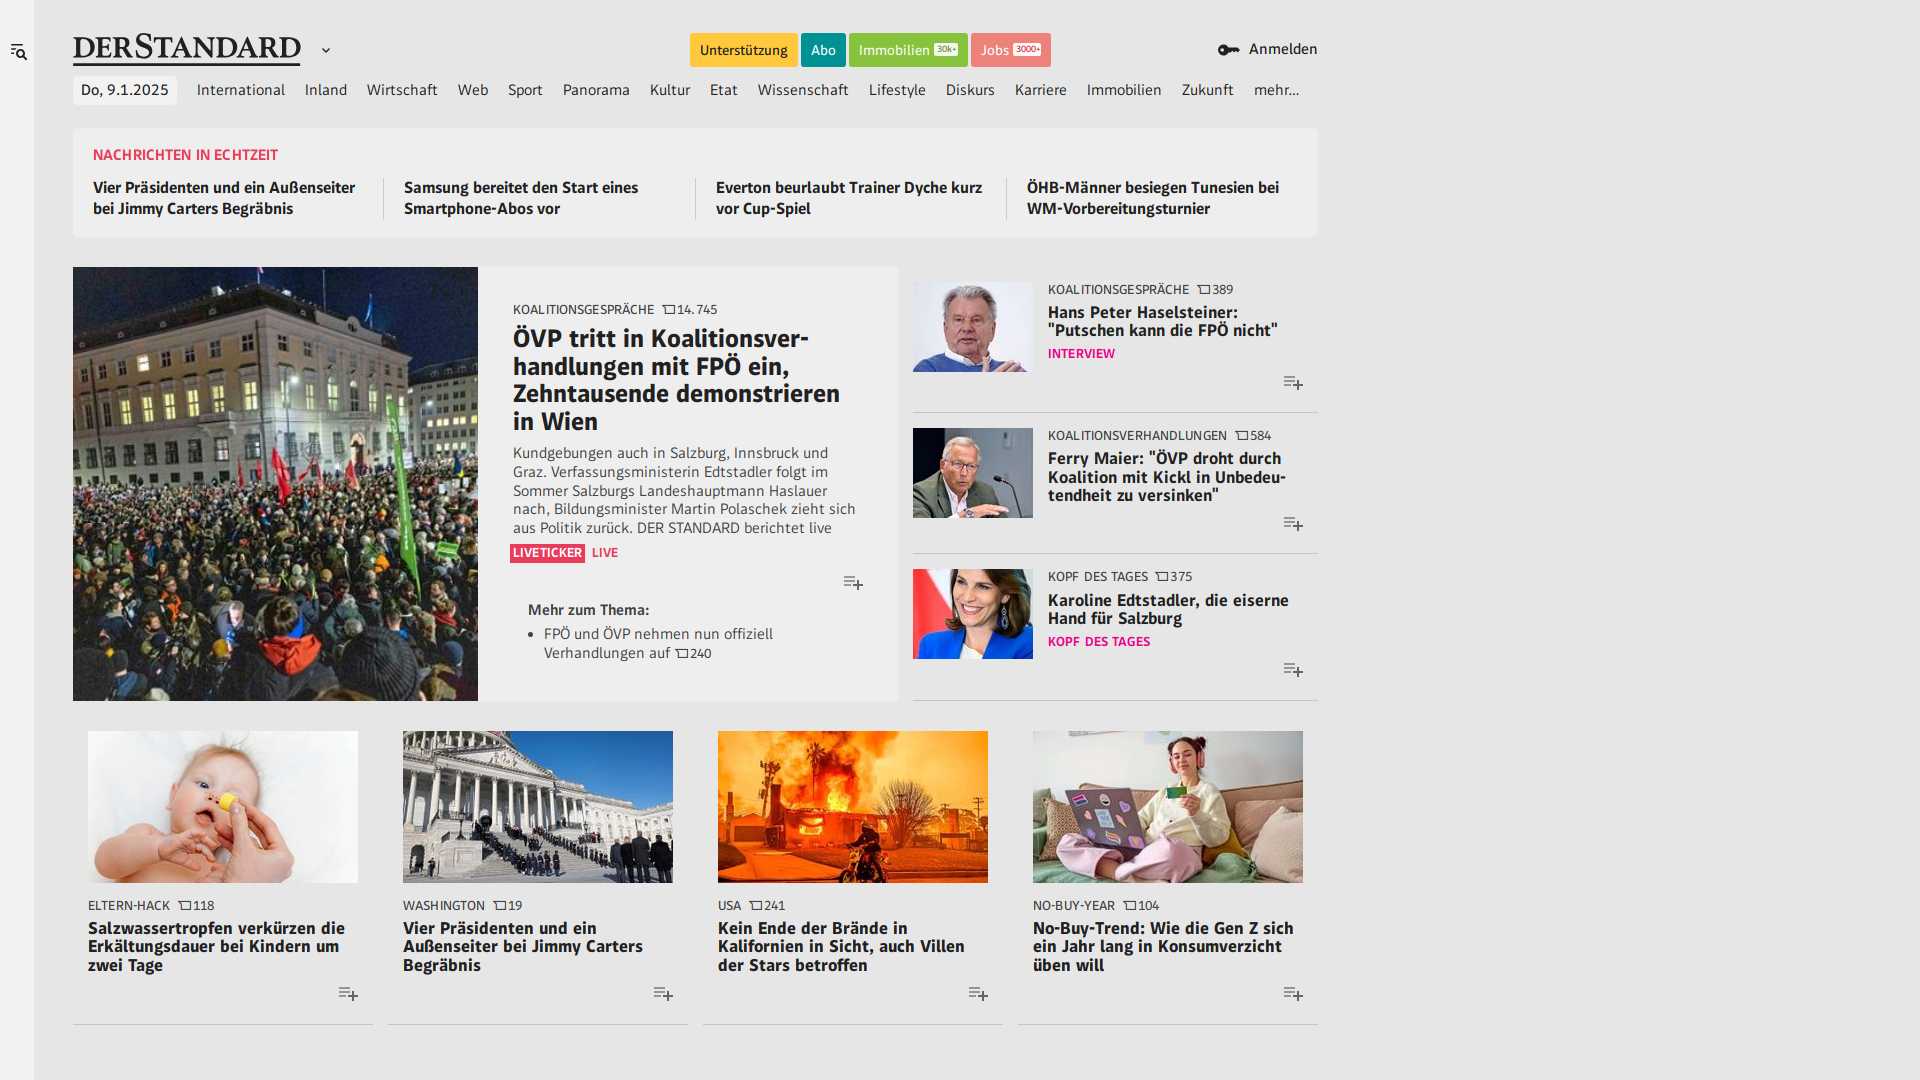 DERSTANDARD
Unterstützung
Abo
Immobilien 30k+
Jobs 3000+
Anmelden
Do, 9.1.2025
International
Inland
Wirtschaft
Web
Sport
Panorama
Kultur
Etat
Wissenschaft
Lifestyle
Diskurs
Karriere
Immobilien
Zukunft
mehr...
NACHRICHTEN IN ECHTZEIT
Vier Präsidenten und ein Außenseiter
bei Jimmy Carters Begräbnis
Samsung bereitet den Start eines
Smartphone-Abos vor
Everton beurlaubt Trainer Dyche kurz
vor Cup-Spiel
ÖHB-Männer besiegen Tunesien bei
WM-Vorbereitungsturnier
KOALITIONSGESPRÄCHE 14.745
ÖVP tritt in Koalitionsver-
handlungen mit FPÖ ein,
Zehntausende demonstrieren
in Wien
Kundgebungen auch in Salzburg, Innsbruck und
Graz. Verfassungsministerin Edtstadler folgt im
Sommer Salzburgs Landeshauptmann Haslauer
nach, Bildungsminister Martin Polaschek zieht sich
aus Politik zurück. DER STANDARD berichtet live
LIVETICKER LIVE
Mehr zum Thema:
FPÖ und ÖVP nehmen nun offiziell
Verhandlungen auf 240
KOALITIONSGESPRÄCHE 389
Hans Peter Haselsteiner:
"Putschen kann die FPÖ nicht"
INTERVIEW
KOALITIONSVERHANDLUNGEN 584
Ferry Maier: "ÖVP droht durch
Koalition mit Kickl in Unbedeu-
tendheit zu versinken"
KOPF DES TAGES 375
Karoline Edtstadler, die eiserne
Hand für Salzburg
KOPF DES TAGES
ELTERN-HACK 118
Salzwassertropfen verkürzen die
Erkältungsdauer bei Kindern um
zwei Tage
WASHINGTON 19
Vier Präsidenten und ein
Außenseiter bei Jimmy Carters
Begräbnis
USA 241
Kein Ende der Brände in
Kalifornien in Sicht, auch Villen
der Stars betroffen
NO-BUY-YEAR 104
No-Buy-Trend: Wie die Gen Z sich
ein Jahr lang in Konsumverzicht
üben will